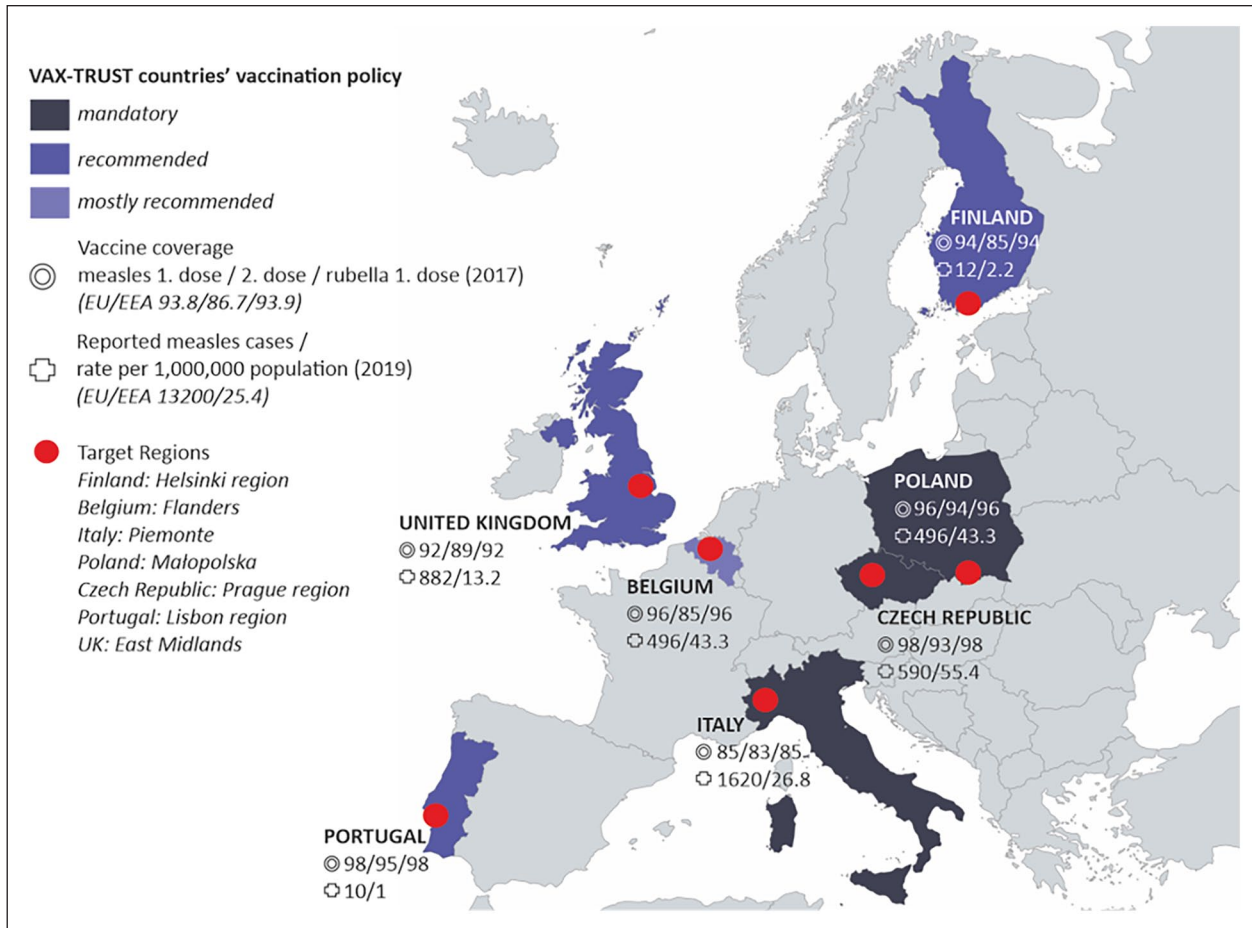 VAX-TRUST countries' vaccination policy
mandatory
recommended
mostly recommended
Vaccine coverage
measles 1. dose / 2. dose / rubella 1. dose (2017)
(EU/EEA 93.8/86.7/93.9)
Reported measles cases /
rate per 1,000,000 population (2019)
(EU/EEA 13200/25.4)
Target Regions
Finland: Helsinki region
Belgium: Flanders
Italy: Piemonte
Poland: Małopolska
Czech Republic: Prague region
Portugal: Lisbon region
UK: East Midlands
FINLAND
94/85/94
12/2.2
UNITED KINGDOM
92/89/92
882/13.2
POLAND
96/94/96
496/43.3
BELGIUM
96/85/96
496/43.3
CZECH REPUBLIC
98/93/98
590/55.4
ITALY
85/83/85
1620/26.8
PORTUGAL
98/95/98
10/1